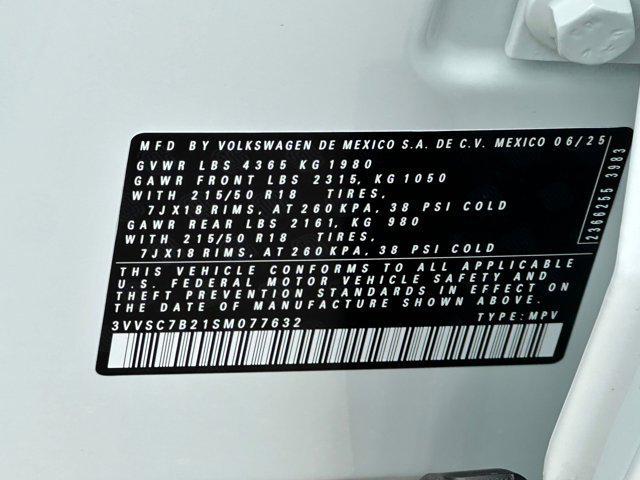 MFD BY VOLKSWAGEN DE MEXICO S.A. DE C.V. MEXICO 06/25
GVWR LBS 4365 KG 1980
GAWR FRONT LBS 2315, KG 1050
WITH 215/50 R18 TIRES,
7JX18 RIMS, AT 260 KPA, 38 PSI COLD
GAWR REAR LBS 2161, KG 980
WITH 215/50 R18 TIRES,
7JX18 RIMS, AT 260 KPA, 38 PSI COLD
2366255 3983
THIS VEHICLE CONFORMS TO ALL APPLICABLE
U.S. FEDERAL MOTOR VEHICLE SAFETY AND
THEFT PREVENTION STANDARDS IN EFFECT ON
THE DATE OF MANUFACTURE SHOWN ABOVE.
3VVSC7B21SM077632 TYPE: MPV